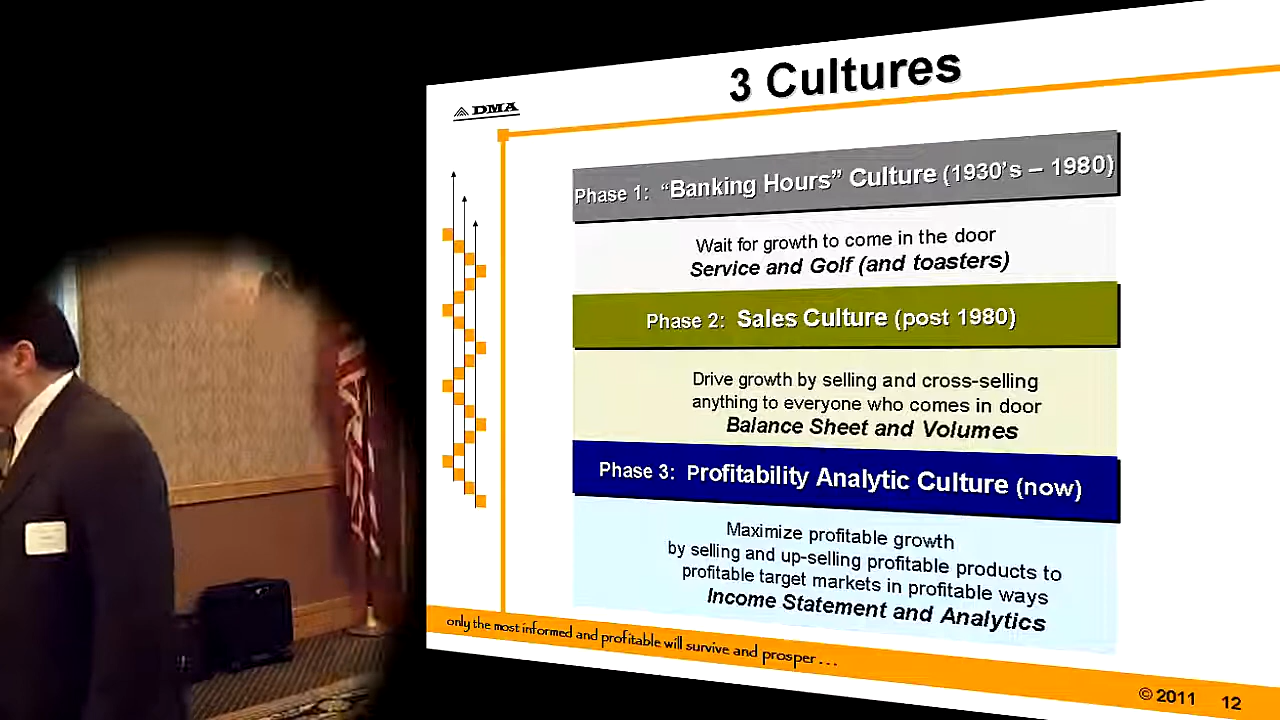 3 Cultures
DMA
Phase 1: “Banking Hours” Culture (1930’s – 1980)
Wait for growth to come in the door
Service and Golf (and toasters)
Phase 2: Sales Culture (post 1980)
Drive growth by selling and cross-selling
anything to everyone who comes in door
Balance Sheet and Volumes
Phase 3: Profitability Analytic Culture (now)
Maximize profitable growth
by selling and up-selling profitable products to
profitable target markets in profitable ways
Income Statement and Analytics
only the most informed and profitable will survive and prosper . . .
© 2011 12